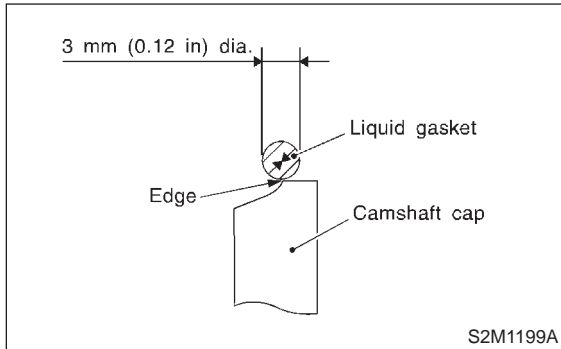 3 mm (0.12 in) dia.
Liquid gasket
Edge
Camshaft cap
S2M1199A